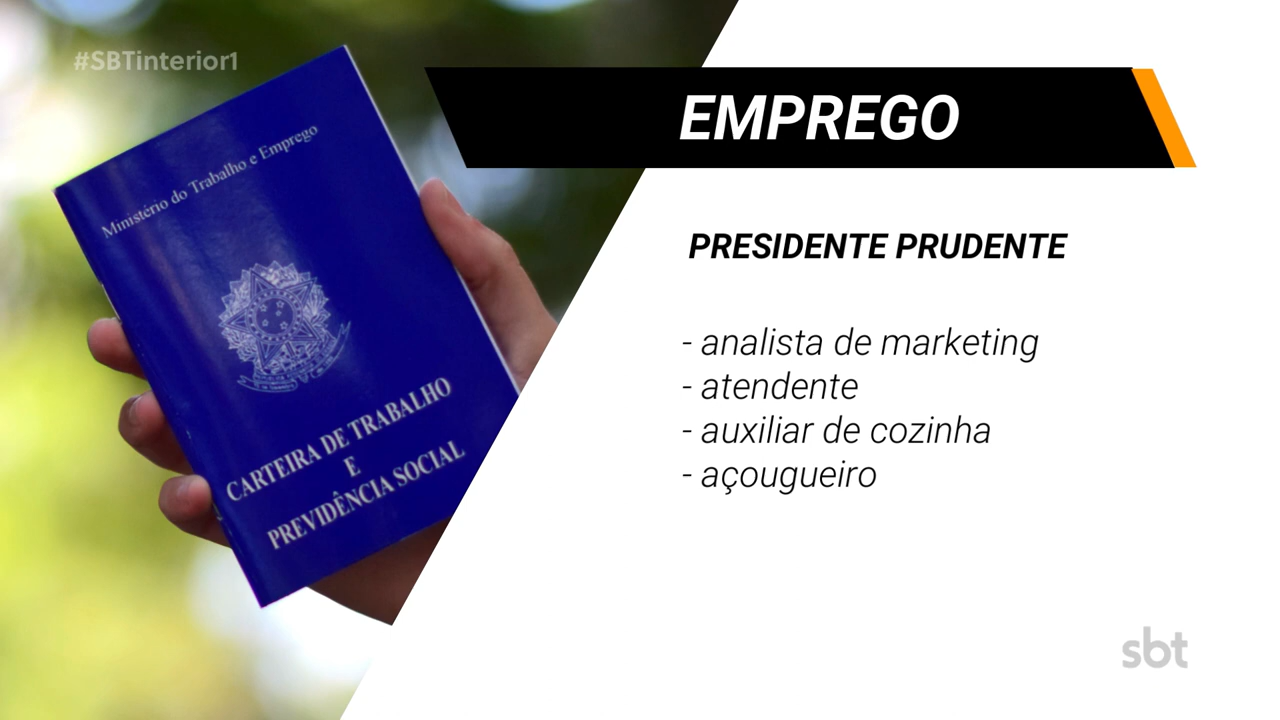 #SBTinterior1
EMPREGO
Ministério do Trabalho e Emprego
CARTEIRA DE TRABALHO
E
PREVIDÊNCIA SOCIAL
PRESIDENTE PRUDENTE
- analista de marketing
- atendente
- auxiliar de cozinha
- açougueiro
sbt